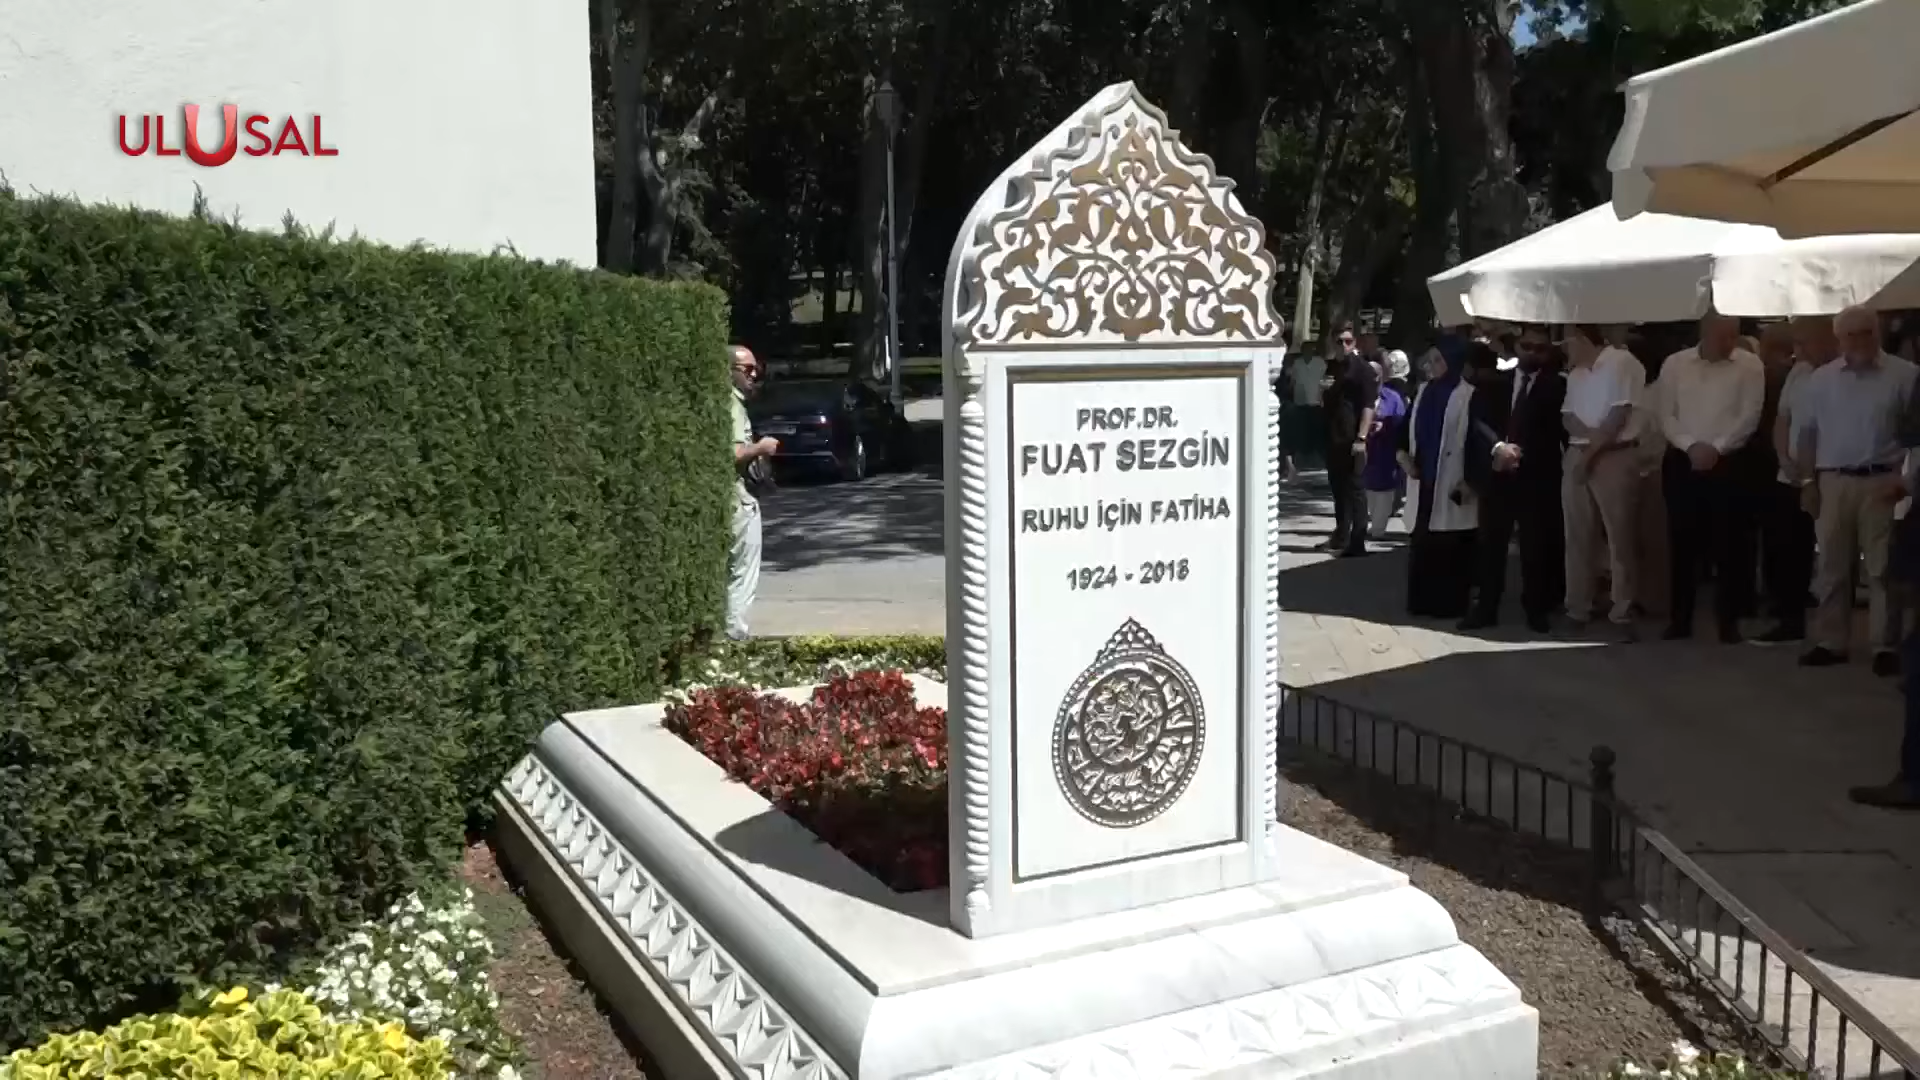 ULUSAL
PROF.DR.
FUAT SEZGİN
RUHU İÇİN FATİHA
1924 - 2018